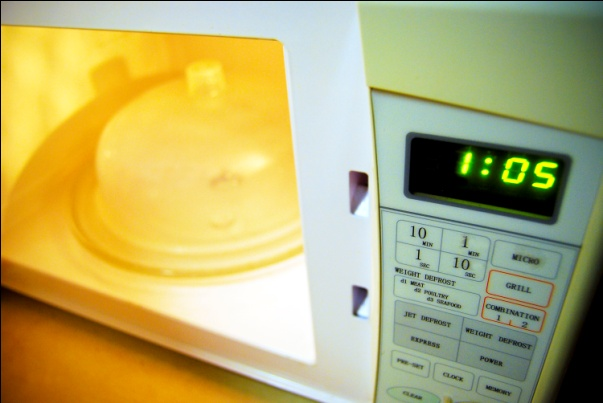 1:05
10 MIN 1 MIN
1 SEC 10 SEC
MICRO
WEIGHT DEFROST
d1 MEAT
d2 POULTRY
d3 SEAFOOD
GRILL
COMBINATION
1 . 2
JET DEFROST WEIGHT DEFROST
EXPRESS POWER
PRE-SET CLOCK MEMORY
CLEAR